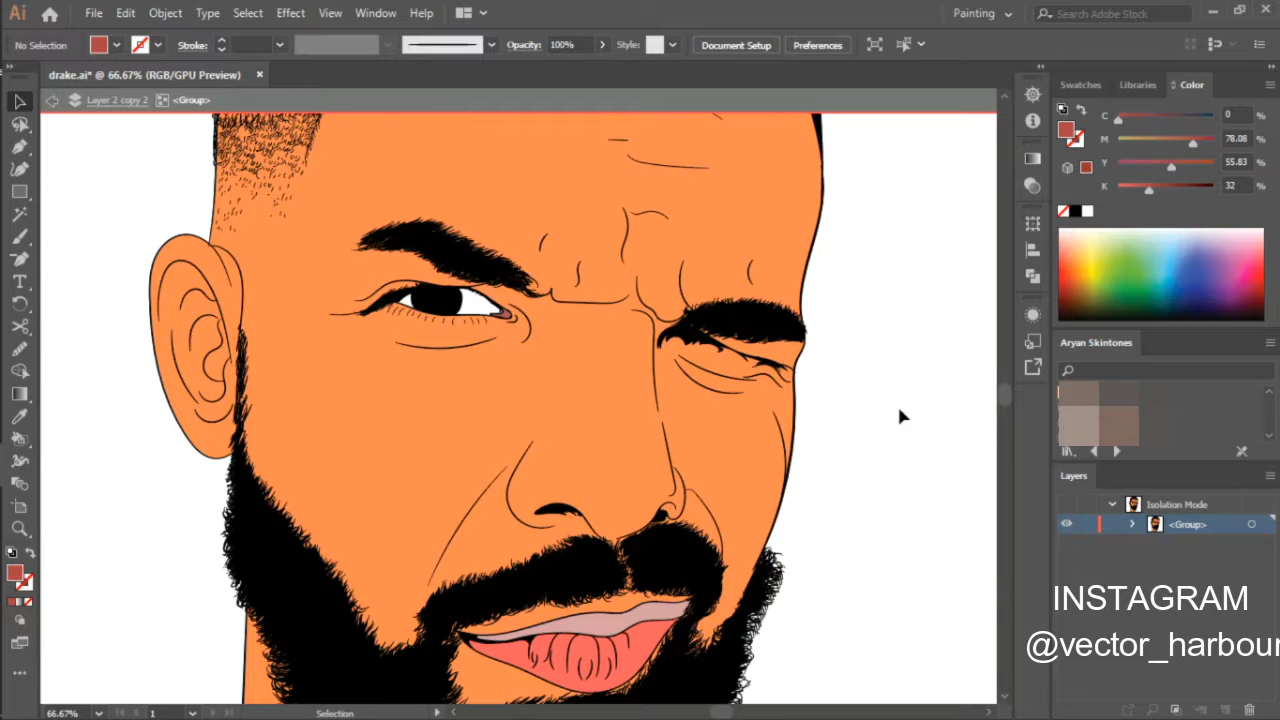 Ai File Edit Object Type Select Effect View Window Help Painting Search Adobe Stock
No Selection Stroke: Opacity: 100% Style: Document Setup Preferences
drake.ai* @ 66.67% (RGB/GPU Preview) ×
Layer 2 copy 2 <Group>
Swatches Libraries Color
C 0 %
M 78.08 %
Y 55.83 %
K 32 %
Aryan Skintones
Layers
Isolation Mode
<Group>
INSTAGRAM
@vector_harbour
66.67% 1 Selection